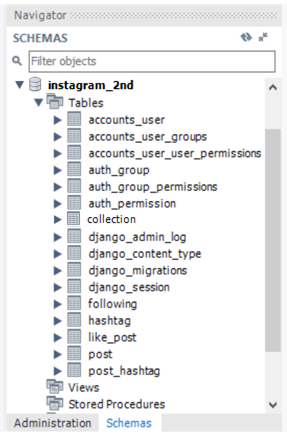 Navigator
SCHEMAS
Filter objects
instagram_2nd
Tables
accounts_user
accounts_user_groups
accounts_user_user_permissions
auth_group
auth_group_permissions
auth_permission
collection
django_admin_log
django_content_type
django_migrations
django_session
following
hashtag
like_post
post
post_hashtag
Views
Stored Procedures
Administration Schemas